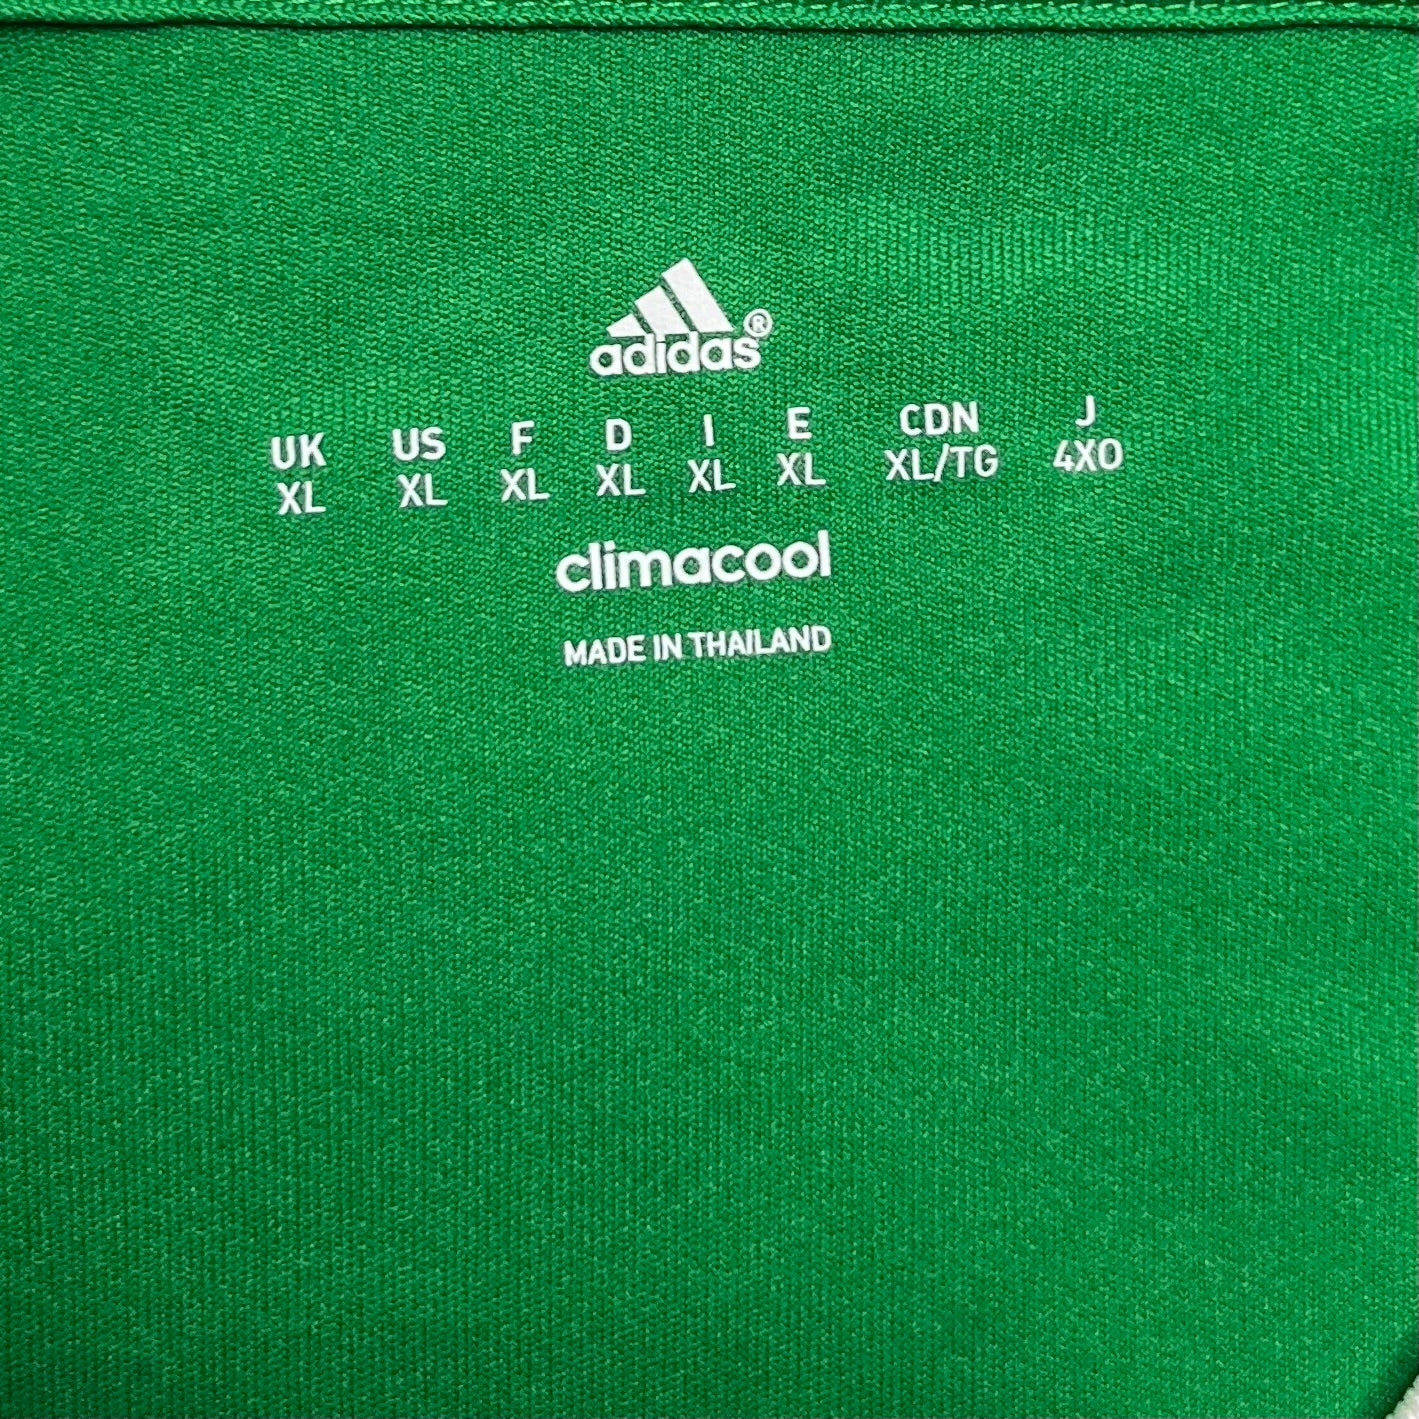 adidas®
UK US F D I E CDN J
XL XL XL XL XL XL XL/TG 4XO
climacool
MADE IN THAILAND